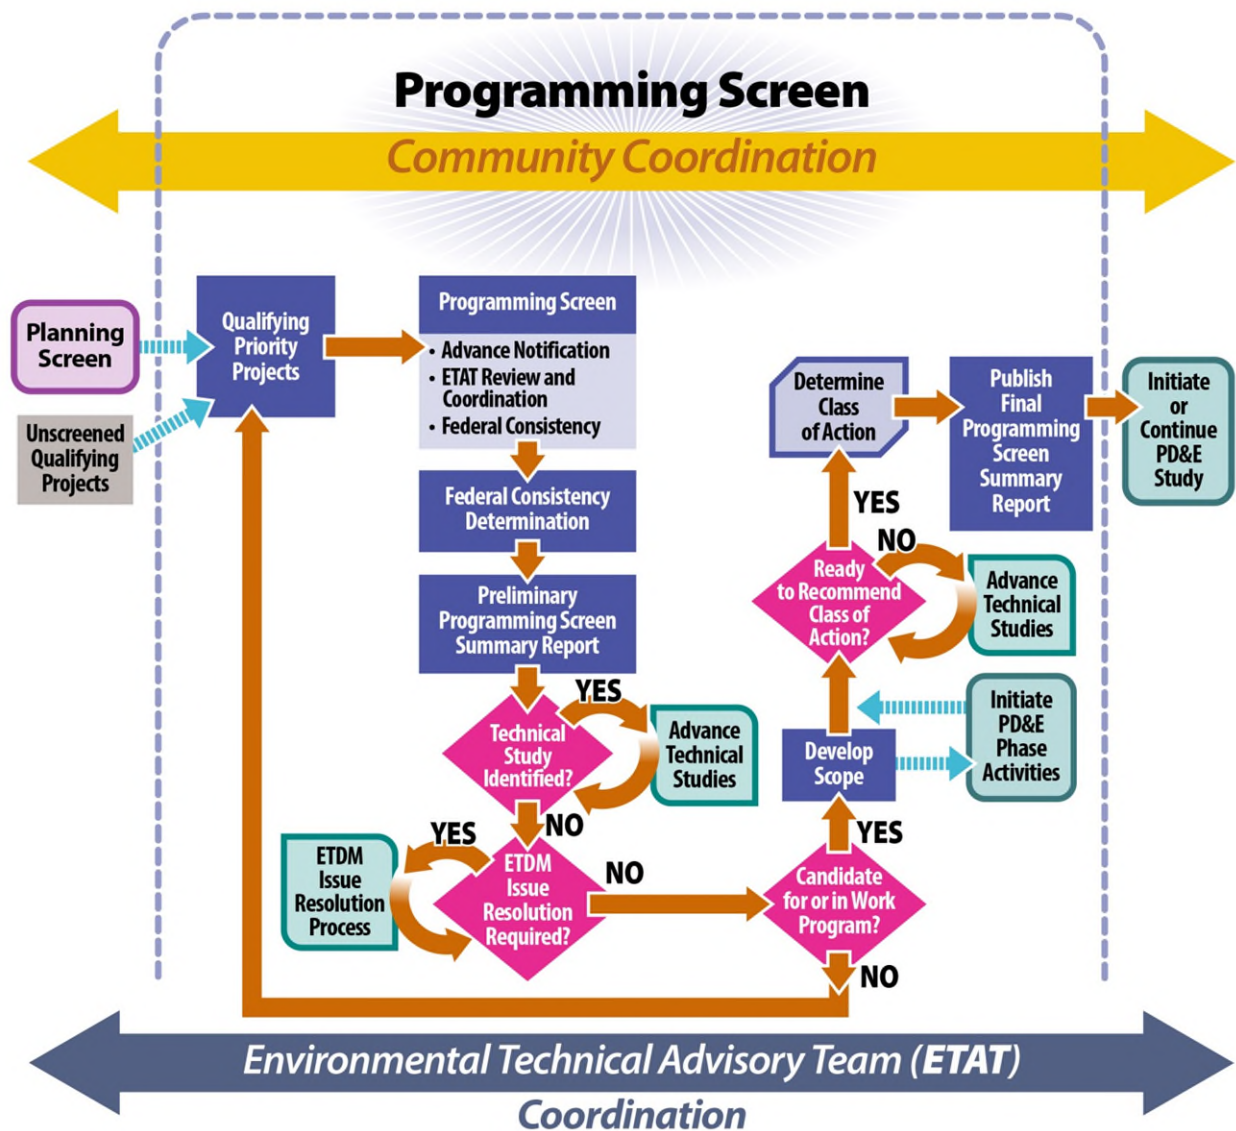 Programming Screen
Community Coordination
Planning
Screen
Unscreened
Qualifying
Projects
Qualifying
Priority
Projects
Programming Screen
• Advance Notification
• ETAT Review and
Coordination
• Federal Consistency
Federal Consistency
Determination
Preliminary
Programming Screen
Summary Report
YES
Technical
Study
Identified?
Advance
Technical
Studies
NO
YES
ETDM
Issue
Resolution
Process
ETDM
Issue
Resolution
Required?
NO
Candidate
for or in Work
Program?
NO
YES
Develop
Scope
Initiate
PD&E
Phase
Activities
Ready
to Recommend
Class of
Action?
NO
Advance
Technical
Studies
YES
Determine
Class
of Action
Publish
Final
Programming
Screen
Summary
Report
Initiate
or
Continue
PD&E
Study
Environmental Technical Advisory Team (ETAT)
Coordination